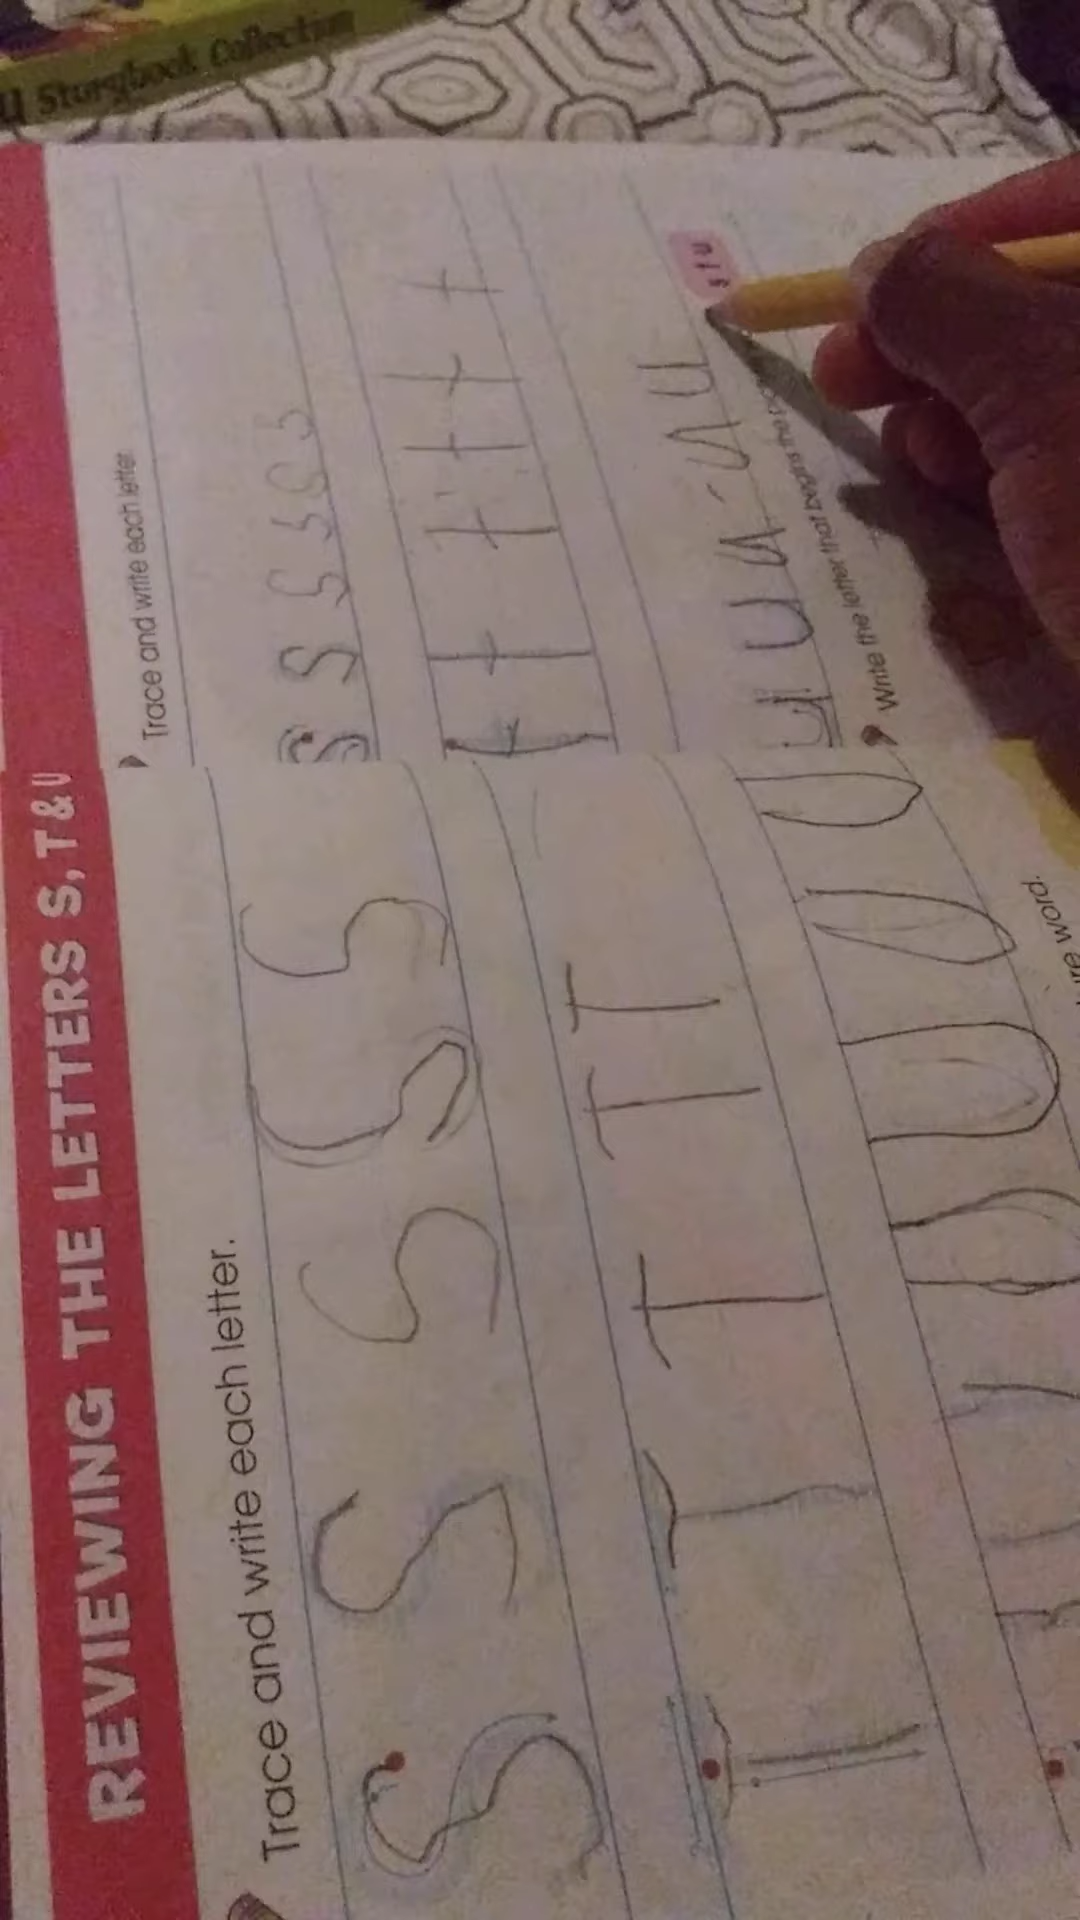 Storybook Collection
REVIEWING THE LETTERS S, T & U
Trace and write each letter.
S S S S S
T T T T T
U U U U
Trace and write each letter.
s s s s s s s
t t t t t t
u u u u u u
Write the letter that begins the
word.